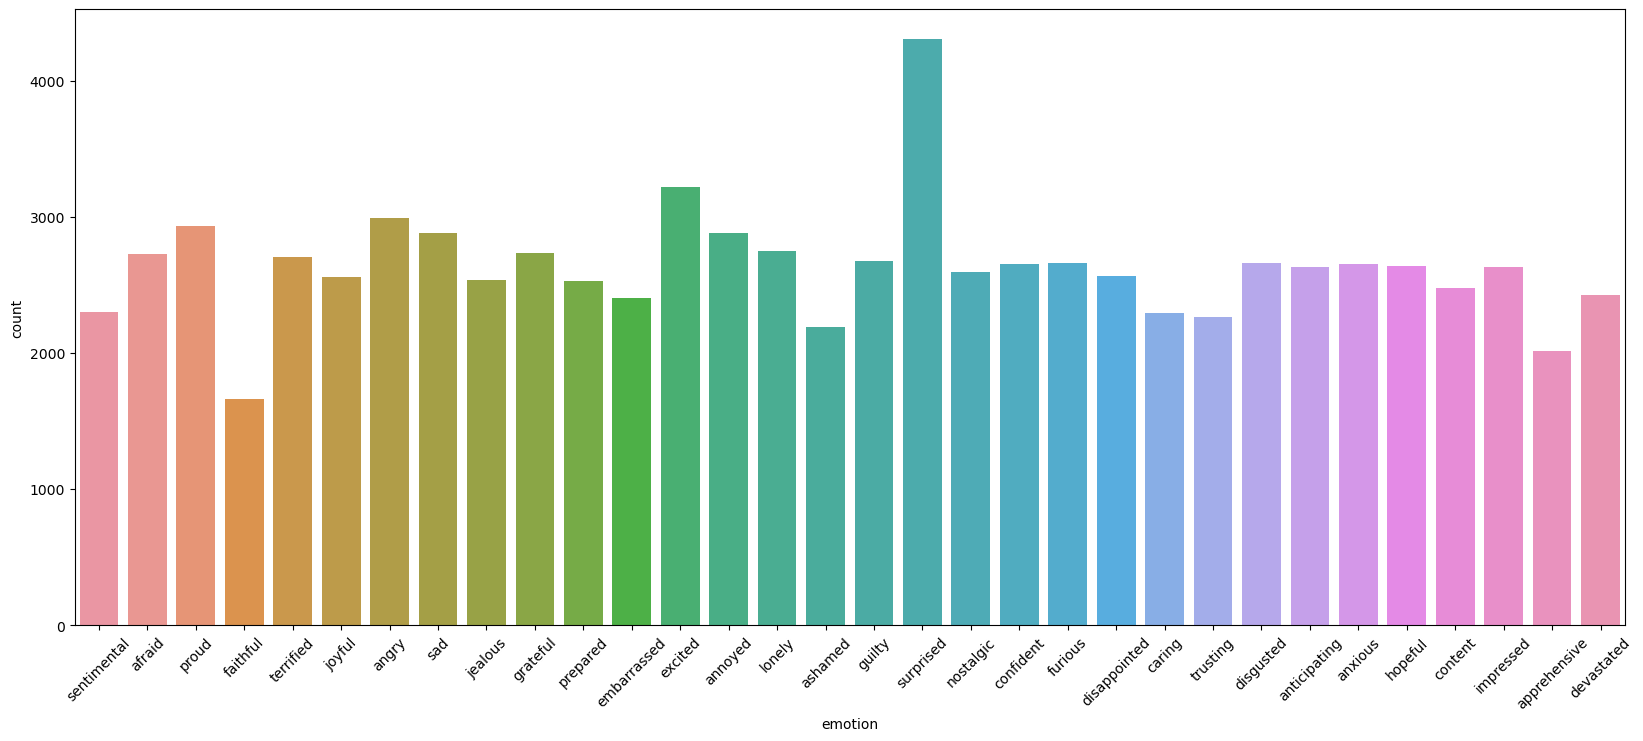 4000
3000
2000
1000
0
count
sentimental
afraid
proud
faithful
terrified
joyful
angry
sad
jealous
grateful
prepared
embarrassed
excited
annoyed
lonely
ashamed
guilty
surprised
nostalgic
confident
furious
disappointed
caring
trusting
disgusted
anticipating
anxious
hopeful
content
impressed
apprehensive
devastated
emotion